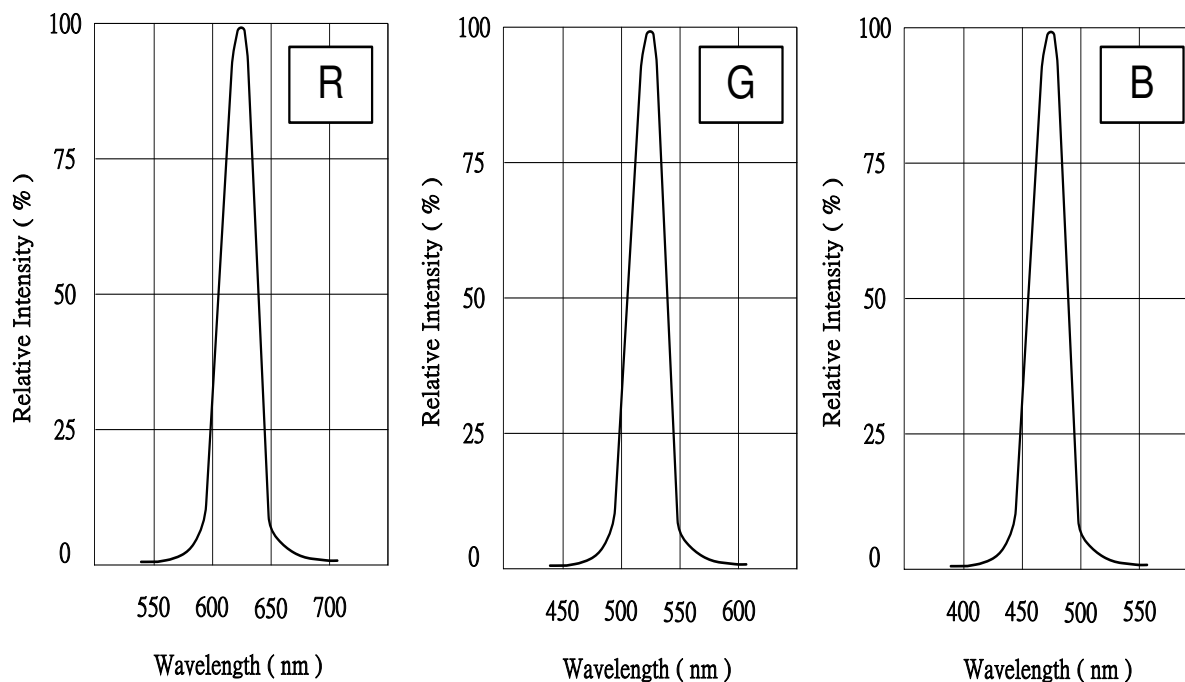 R
Relative Intensity ( % )
100
75
50
25
0
550 600 650 700
Wavelength ( nm )
G
Relative Intensity ( % )
100
75
50
25
0
450 500 550 600
Wavelength ( nm )
B
Relative Intensity ( % )
100
75
50
25
0
400 450 500 550
Wavelength ( nm )